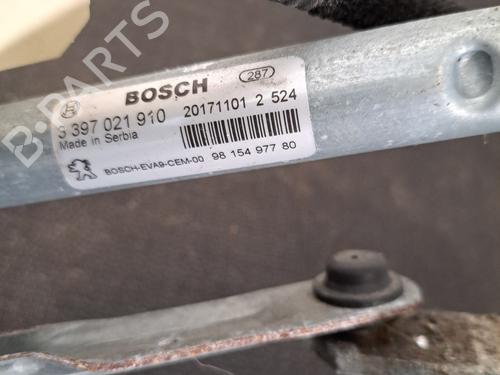 BOSCH 287
3 397 021 910 20171101 2 524
Made in Serbia
BOSCH-EVA9-CEM-00 98 154 977 80
B-PARTS